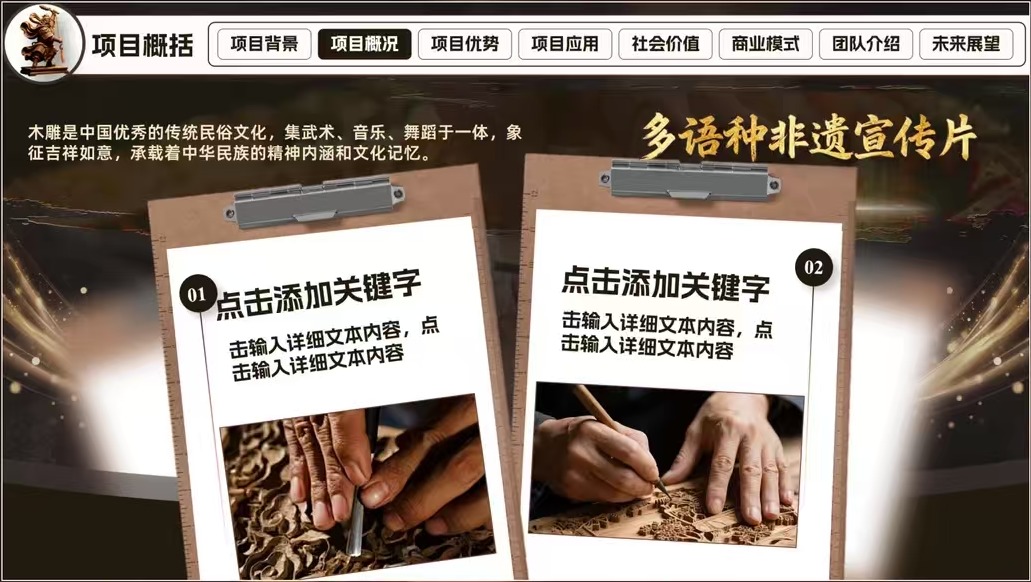 项目概括
项目背景
项目概况
项目优势
项目应用
社会价值
商业模式
团队介绍
未来展望
木雕是中国优秀的传统民俗文化，集武术、音乐、舞蹈于一体，象
征吉祥如意，承载着中华民族的精神内涵和文化记忆。
多语种非遗宣传片
01
点击添加关键字
击输入详细文本内容，点
击输入详细文本内容
02
点击添加关键字
击输入详细文本内容，点
击输入详细文本内容